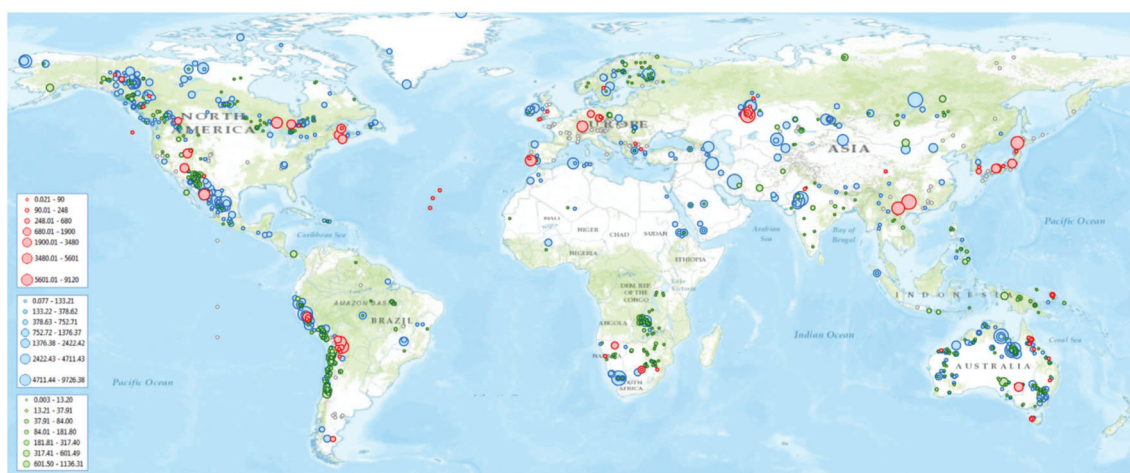 NORTH
AMERICA
EUROPE
ASIA
Pacific Ocean
Caribbean Sea
MALI
NIGER
CHAD
SUDAN
NIGERIA
ETHIOPIA
Arabian
Sea
Bay of
Bengal
DEM. REP
OF THE
CONGO
Lake
Victoria
AMAZON BAS
BRAZIL
ANGOLA
NAMIBIA
SOUTH
AFRICA
INDONESI
Indian Ocean
Coral Sea
AUSTRALIA
Pacific Ocean
0.021 - 90
90.01 - 248
248.01 - 680
680.01 - 1900
1900.01 - 3480
3480.01 - 5601
5601.01 - 9120
0.077 - 133.21
133.22 - 378.62
378.63 - 752.71
752.72 - 1376.37
1376.38 - 2422.42
2422.43 - 4711.43
4711.44 - 9726.38
0.003 - 13.20
13.21 - 37.91
37.91 - 84.00
84.01 - 181.80
181.81 - 317.40
317.41 - 601.49
601.50 - 1136.31